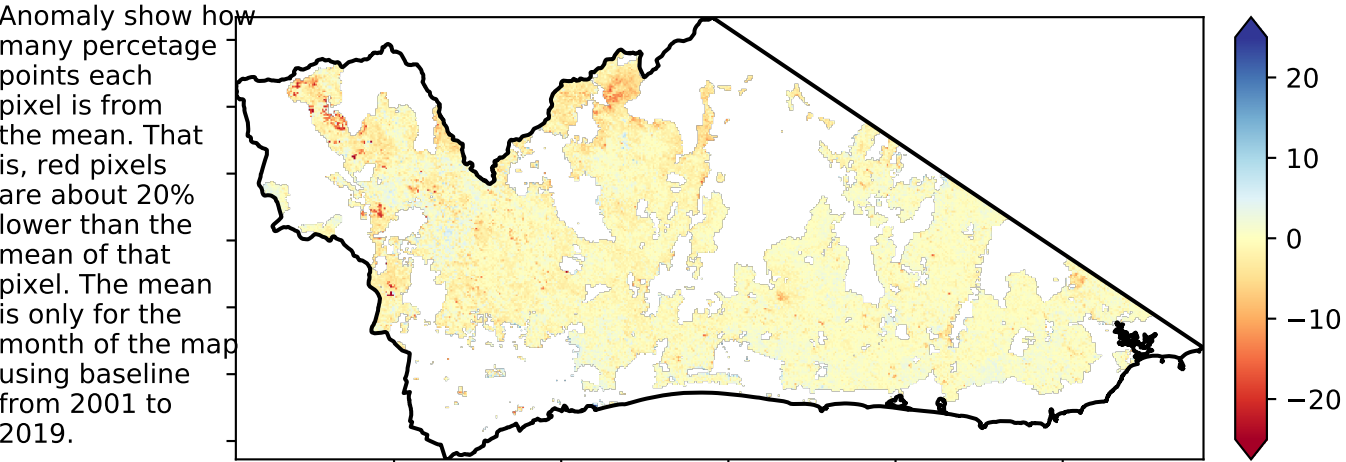 Anomaly show how
many percetage
points each
pixel is from
the mean. That
is, red pixels
are about 20%
lower than the
mean of that
pixel. The mean
is only for the
month of the map
using baseline
from 2001 to
2019.
20
10
0
−10
−20